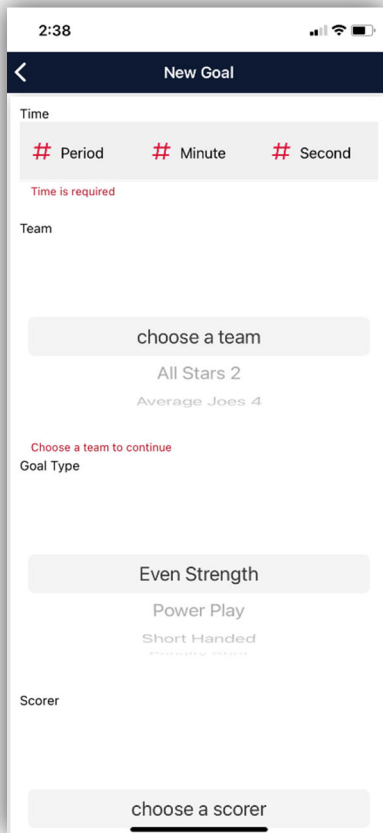 2:38
New Goal
Time
# Period # Minute # Second
Time is required
Team
choose a team
All Stars 2
Average Joes 4
Choose a team to continue
Goal Type
Even Strength
Power Play
Short Handed
Scorer
choose a scorer